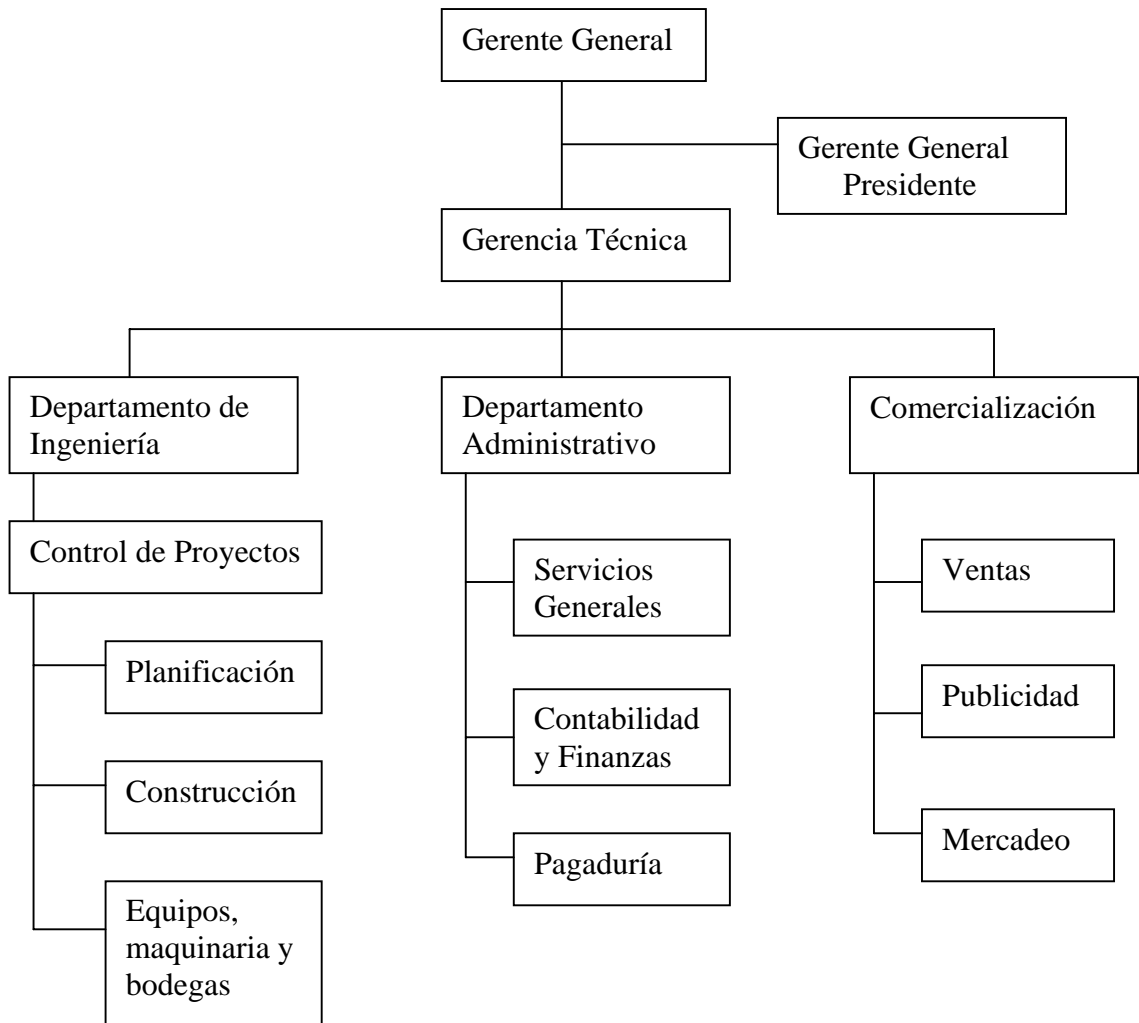 Gerente General
Gerente General
Presidente
Gerencia Técnica
Departamento de
Ingeniería
Departamento
Administrativo
Comercialización
Control de Proyectos
Servicios
Generales
Ventas
Planificación
Publicidad
Contabilidad
y Finanzas
Construcción
Mercadeo
Pagaduría
Equipos,
maquinaria y
bodegas